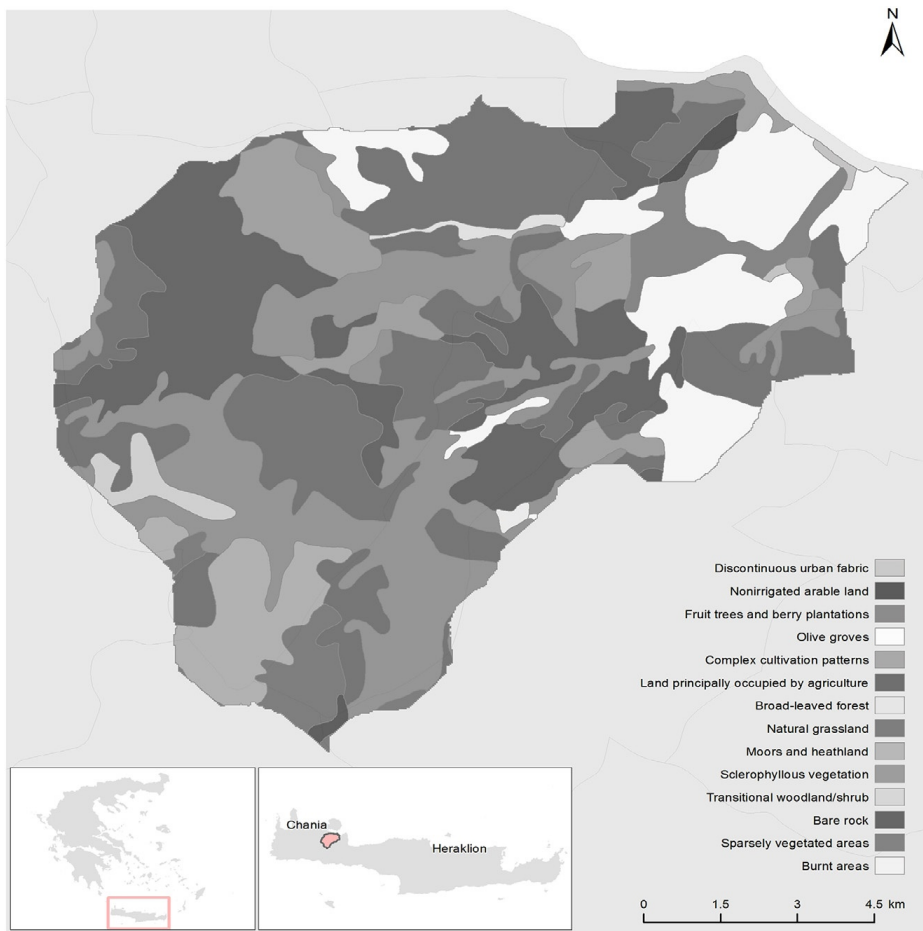 N
Discontinuous urban fabric
Nonirrigated arable land
Fruit trees and berry plantations
Olive groves
Complex cultivation patterns
Land principally occupied by agriculture
Broad-leaved forest
Natural grassland
Moors and heathland
Sclerophyllous vegetation
Transitional woodland/shrub
Bare rock
Sparsely vegetated areas
Burnt areas
Chania
Heraklion
0 1.5 3 4.5 km